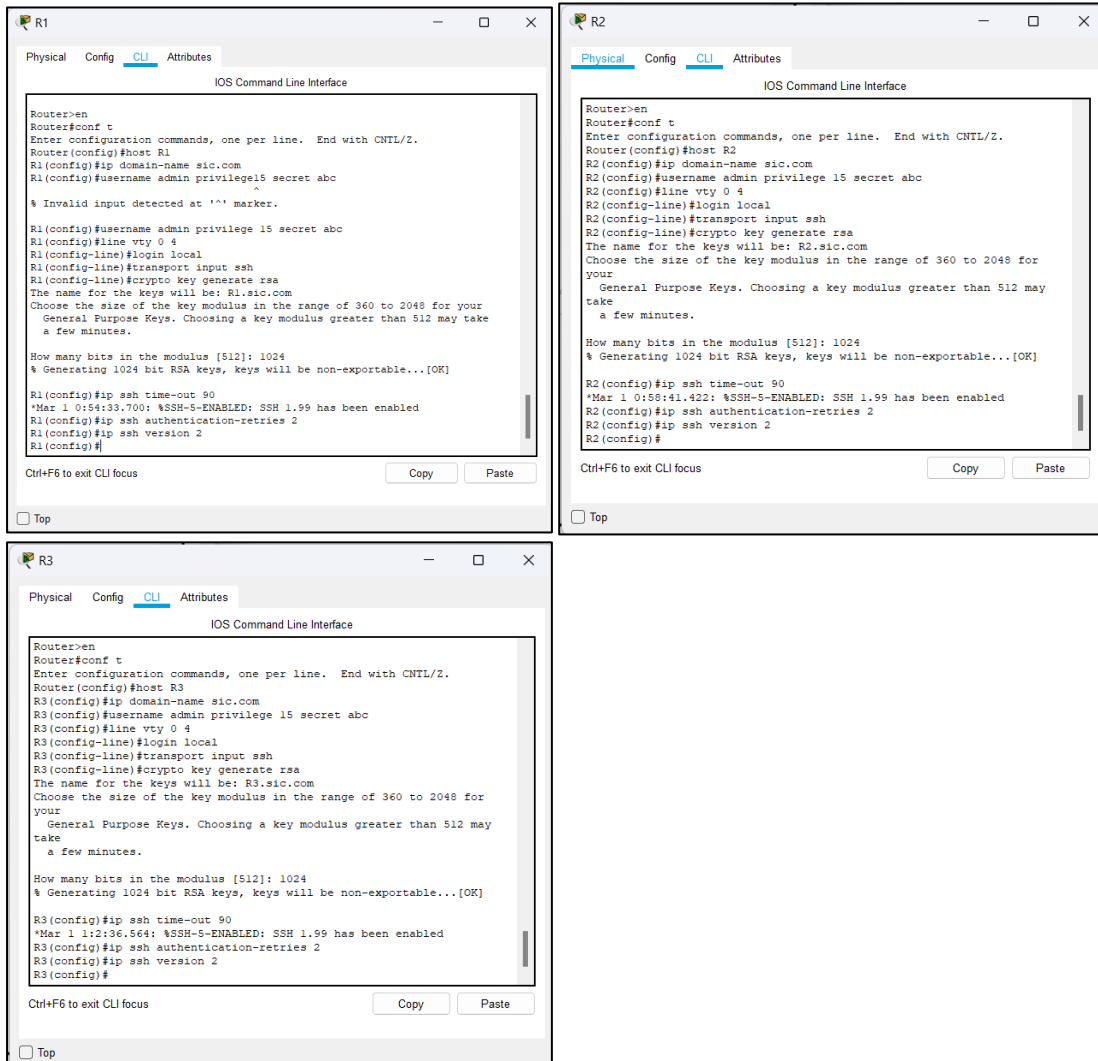 R1
Physical Config CLI Attributes
IOS Command Line Interface
Router>en
Router#conf t
Enter configuration commands, one per line.  End with CNTL/Z.
Router(config)#host R1
R1(config)#ip domain-name sic.com
R1(config)#username admin privilege15 secret abc
^
% Invalid input detected at '^' marker.
R1(config)#username admin privilege 15 secret abc
R1(config)#line vty 0 4
R1(config-line)#login local
R1(config-line)#transport input ssh
R1(config-line)#crypto key generate rsa
The name for the keys will be: R1.sic.com
Choose the size of the key modulus in the range of 360 to 2048 for your
General Purpose Keys. Choosing a key modulus greater than 512 may take
a few minutes.
How many bits in the modulus [512]: 1024
% Generating 1024 bit RSA keys, keys will be non-exportable...[OK]
R1(config)#ip ssh time-out 90
*Mar 1 0:54:33.700: %SSH-5-ENABLED: SSH 1.99 has been enabled
R1(config)#ip ssh authentication-retries 2
R1(config)#ip ssh version 2
R1(config)#
Ctrl+F6 to exit CLI focus
Copy Paste
Top
R2
Physical Config CLI Attributes
IOS Command Line Interface
Router>en
Router#conf t
Enter configuration commands, one per line.  End with CNTL/Z.
Router(config)#host R2
R2(config)#ip domain-name sic.com
R2(config)#username admin privilege 15 secret abc
R2(config)#line vty 0 4
R2(config-line)#login local
R2(config-line)#transport input ssh
R2(config-line)#crypto key generate rsa
The name for the keys will be: R2.sic.com
Choose the size of the key modulus in the range of 360 to 2048 for
your
General Purpose Keys. Choosing a key modulus greater than 512 may
take
a few minutes.
How many bits in the modulus [512]: 1024
% Generating 1024 bit RSA keys, keys will be non-exportable...[OK]
R2(config)#ip ssh time-out 90
*Mar 1 0:58:41.422: %SSH-5-ENABLED: SSH 1.99 has been enabled
R2(config)#ip ssh authentication-retries 2
R2(config)#ip ssh version 2
R2(config)#
Ctrl+F6 to exit CLI focus
Copy Paste
Top
R3
Physical Config CLI Attributes
IOS Command Line Interface
Router>en
Router#conf t
Enter configuration commands, one per line.  End with CNTL/Z.
Router(config)#host R3
R3(config)#ip domain-name sic.com
R3(config)#username admin privilege 15 secret abc
R3(config)#line vty 0 4
R3(config-line)#login local
R3(config-line)#transport input ssh
R3(config-line)#crypto key generate rsa
The name for the keys will be: R3.sic.com
Choose the size of the key modulus in the range of 360 to 2048 for
your
General Purpose Keys. Choosing a key modulus greater than 512 may
take
a few minutes.
How many bits in the modulus [512]: 1024
% Generating 1024 bit RSA keys, keys will be non-exportable...[OK]
R3(config)#ip ssh time-out 90
*Mar 1 1:2:36.564: %SSH-5-ENABLED: SSH 1.99 has been enabled
R3(config)#ip ssh authentication-retries 2
R3(config)#ip ssh version 2
R3(config)#
Ctrl+F6 to exit CLI focus
Copy Paste
Top